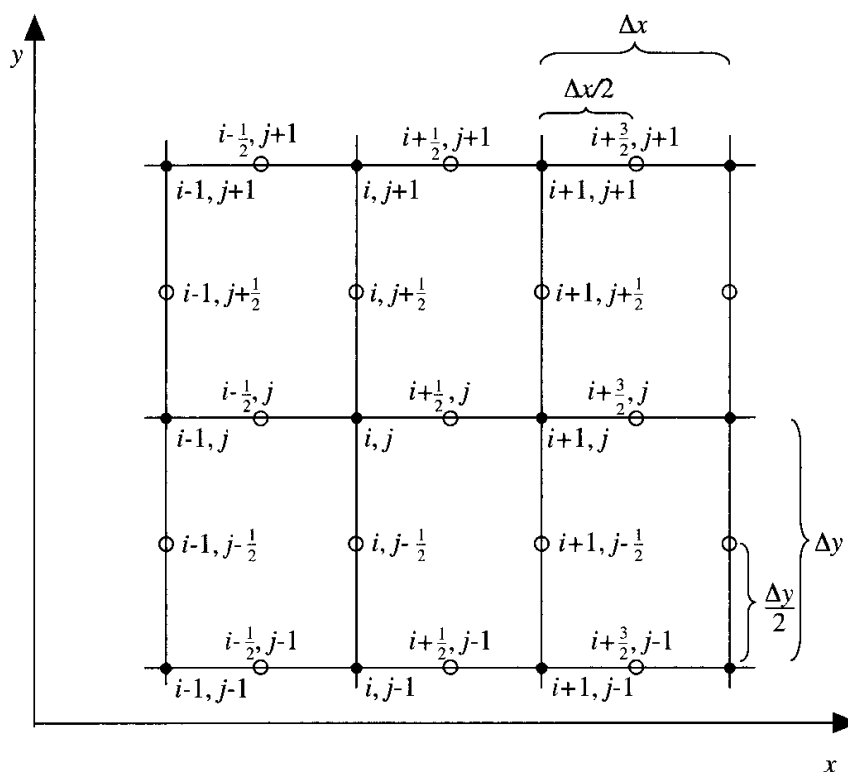 Δx
y
Δx/2
i-1/2, j+1 i+1/2, j+1 i+3/2, j+1
i-1, j+1 i, j+1 i+1, j+1
i-1, j+1/2 i, j+1/2 i+1, j+1/2
i-1/2, j i+1/2, j i+3/2, j
i-1, j i, j i+1, j
i-1, j-1/2 i, j-1/2 i+1, j-1/2 Δy
Δy/2
i-1/2, j-1 i+1/2, j-1 i+3/2, j-1
i-1, j-1 i, j-1 i+1, j-1
x